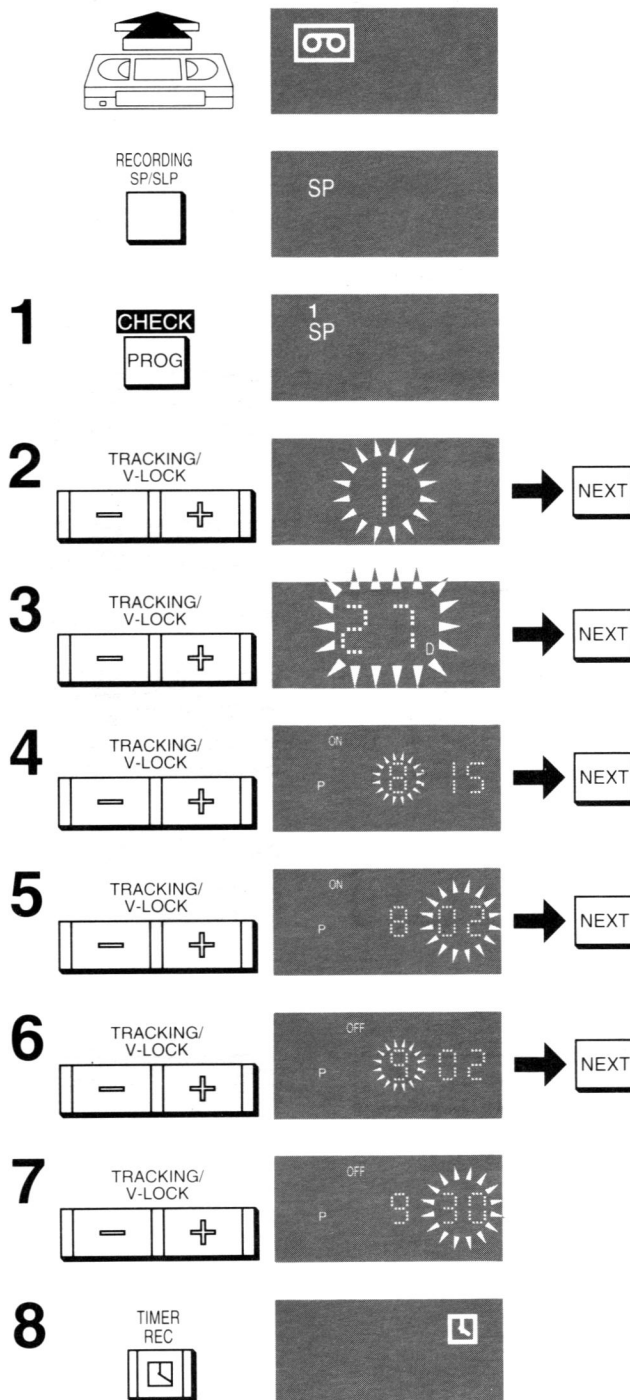 RECORDING
SP/SLP
SP
1
CHECK
PROG
1
SP
2
TRACKING/
V-LOCK
− +
1
NEXT
3
TRACKING/
V-LOCK
− +
27 D
NEXT
4
TRACKING/
V-LOCK
− +
ON
P 8 15
NEXT
5
TRACKING/
V-LOCK
− +
ON
P 8 02
NEXT
6
TRACKING/
V-LOCK
− +
OFF
P 9 02
NEXT
7
TRACKING/
V-LOCK
− +
OFF
P 9 30
8
TIMER
REC